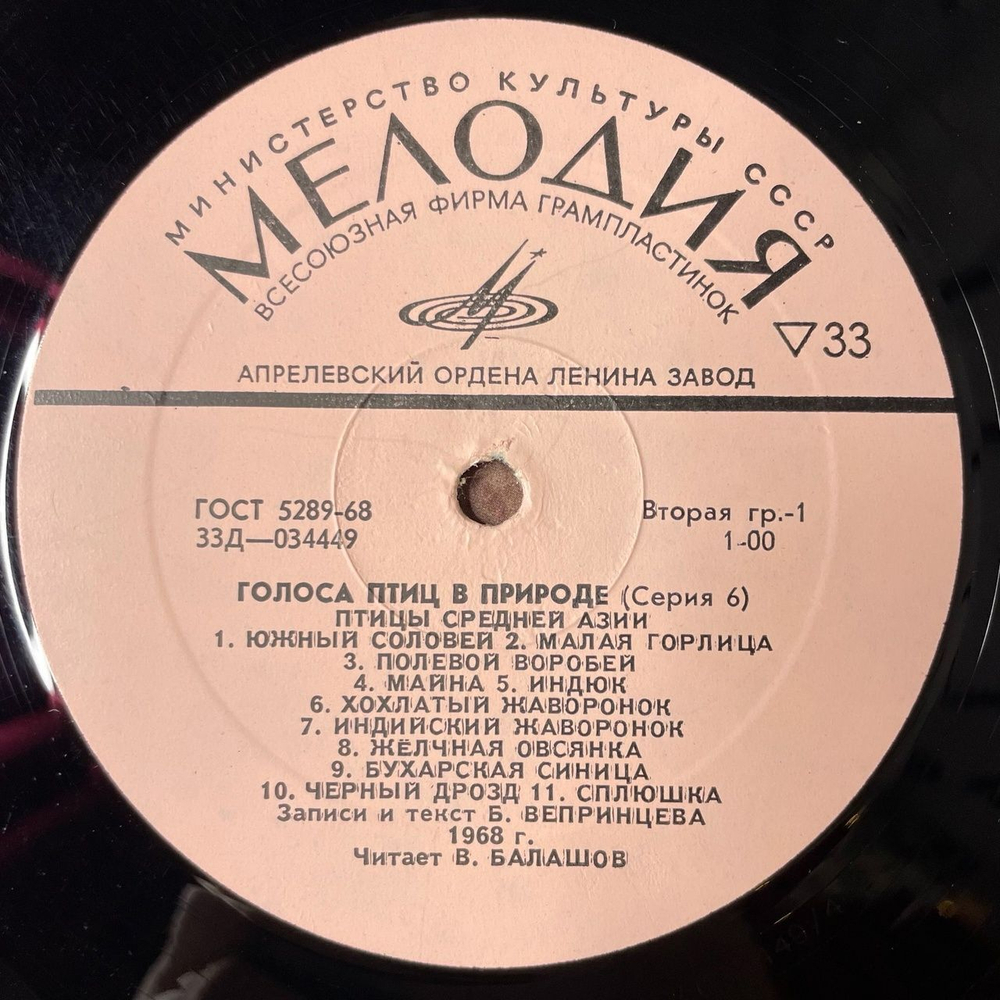 МИНИСТЕРСТВО КУЛЬТУРЫ СССР
МЕЛОДИЯ
ВСЕСОЮЗНАЯ ФИРМА ГРАМПЛАСТИНОК
▽33
АПРЕЛЕВСКИЙ ОРДЕНА ЛЕНИНА ЗАВОД
ГОСТ 5289-68
33Д—034449
Вторая гр.-1
1-00
ГОЛОСА ПТИЦ В ПРИРОДЕ (Серия 6)
ПТИЦЫ СРЕДНЕЙ АЗИИ
1. ЮЖНЫЙ СОЛОВЕЙ 2. МАЛАЯ ГОРЛИЦА
3. ПОЛЕВОЙ ВОРОБЕЙ
4. МАЙНА 5. ИНДЮК
6. ХОХЛАТЫЙ ЖАВОРОНОК
7. ИНДИЙСКИЙ ЖАВОРОНОК
8. ЖЁЛЧНАЯ ОВСЯНКА
9. БУХАРСКАЯ СИНИЦА
10. ЧЕРНЫЙ ДРОЗД 11. СПЛЮШКА
Записи и текст Б. ВЕПРИНЦЕВА
1968 г.
Читает В. БАЛАШОВ